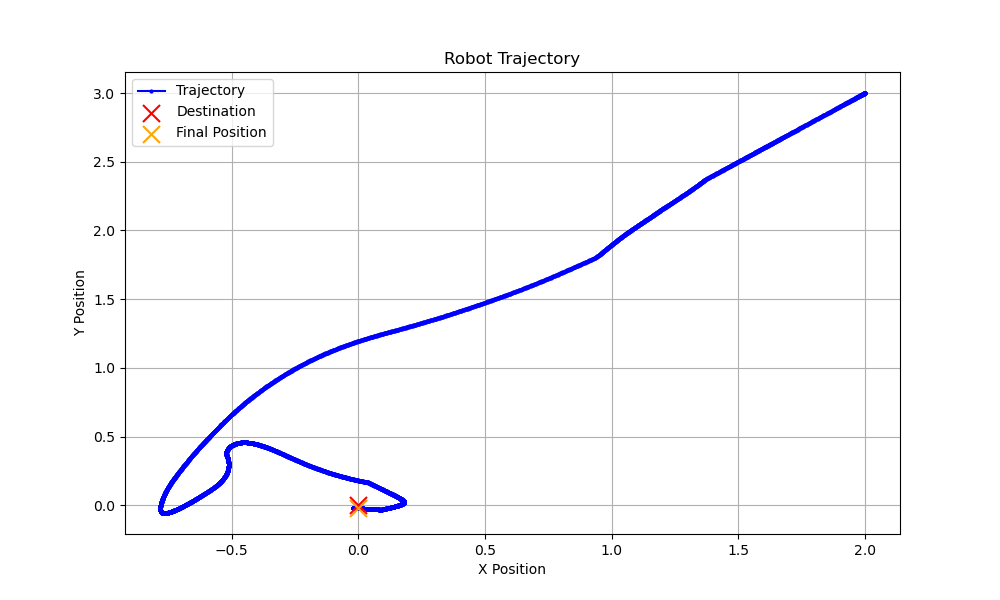 Robot Trajectory
Trajectory
Destination
Final Position
3.0
2.5
2.0
1.5
1.0
0.5
0.0
Y Position
−0.5
0.0
0.5
1.0
1.5
2.0
X Position